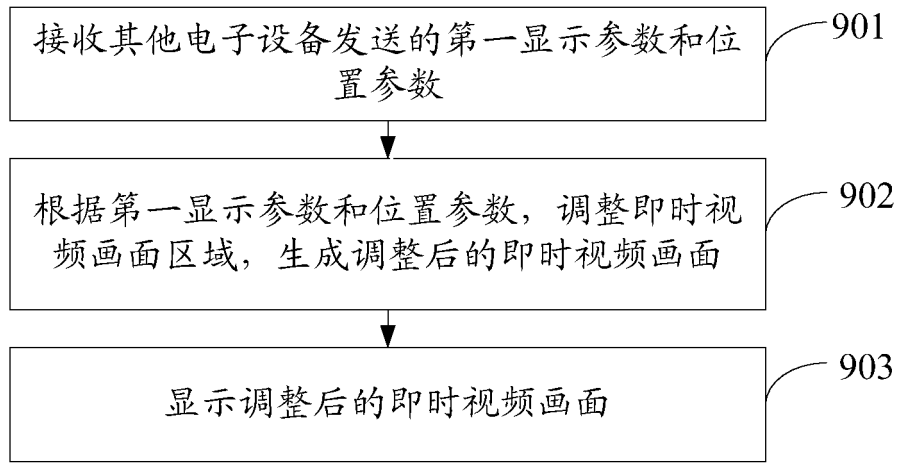 接收其他电子设备发送的第一显示参数和位
置参数
901
根据第一显示参数和位置参数，调整即时视
频画面区域，生成调整后的即时视频画面
902
显示调整后的即时视频画面
903